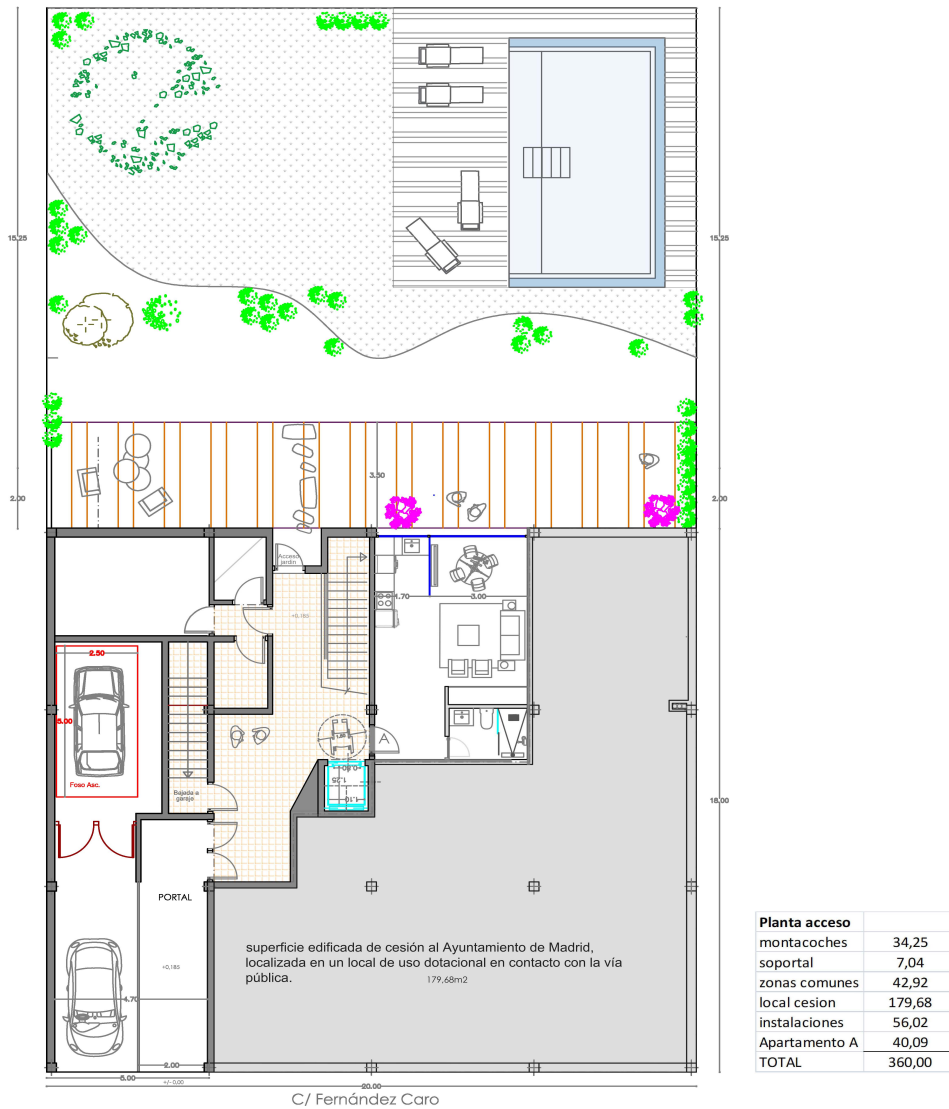 15.25
15.25
2.00
3.50
2.00
Acceso
jardín
+0,185
4.70
3.00
2.50
5.00
Foso Asc.
Bajada a
garaje
A
1.25
1.10
18.00
PORTAL
+0,185
superficie edificada de cesión al Ayuntamiento de Madrid,
localizada en un local de uso dotacional en contacto con la vía
pública.
179,68m2
4.70
2.00
5.00
+/- 0,00
20.00
C/ Fernández Caro
Planta acceso
montacoches 34,25
soportal 7,04
zonas comunes 42,92
local cesion 179,68
instalaciones 56,02
Apartamento A 40,09
TOTAL 360,00